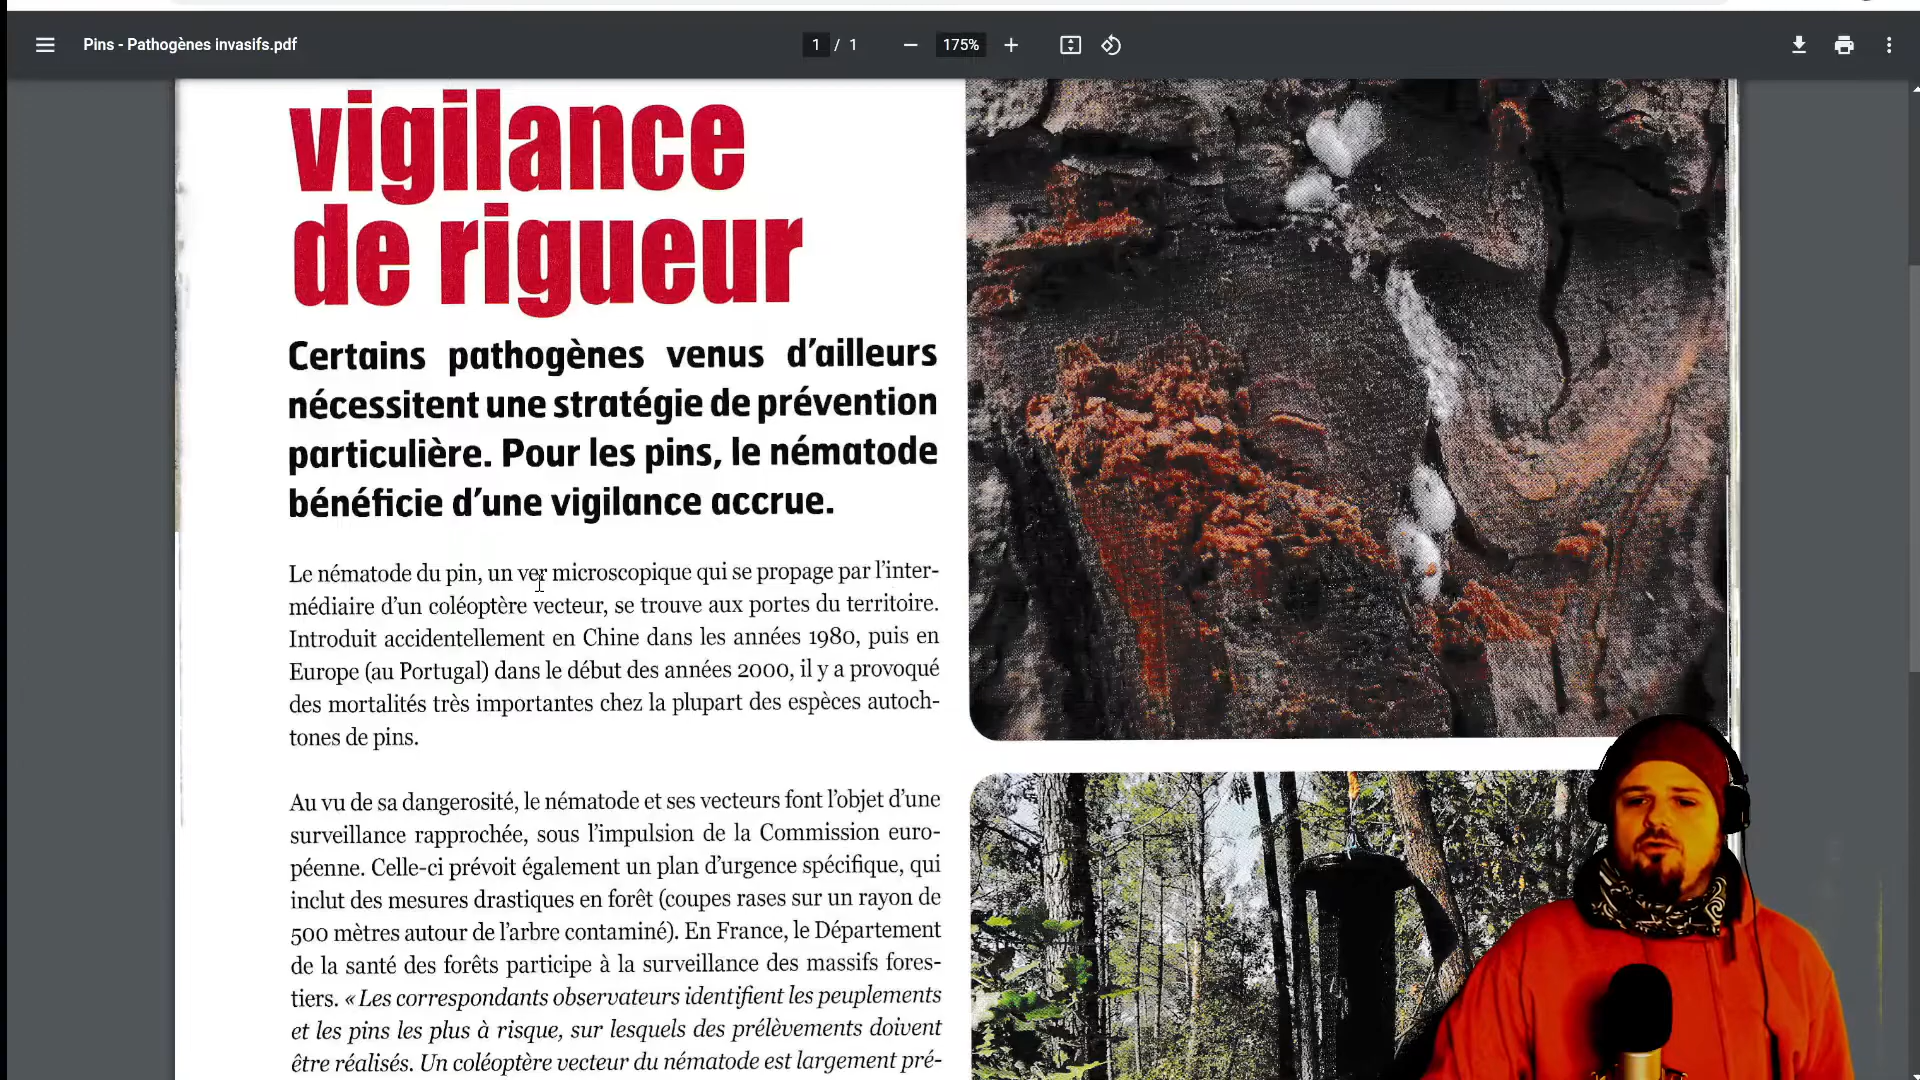 Pins - Pathogènes invasifs.pdf
1 / 1
175%
vigilance
de rigueur
Certains pathogènes venus d'ailleurs
nécessitent une stratégie de prévention
particulière. Pour les pins, le nématode
bénéficie d'une vigilance accrue.
Le nématode du pin, un ver microscopique qui se propage par l'inter-
médiaire d'un coléoptère vecteur, se trouve aux portes du territoire.
Introduit accidentellement en Chine dans les années 1980, puis en
Europe (au Portugal) dans le début des années 2000, il y a provoqué
des mortalités très importantes chez la plupart des espèces autoch-
tones de pins.
Au vu de sa dangerosité, le nématode et ses vecteurs font l'objet d'une
surveillance rapprochée, sous l'impulsion de la Commission euro-
péenne. Celle-ci prévoit également un plan d'urgence spécifique, qui
inclut des mesures drastiques en forêt (coupes rases sur un rayon de
500 mètres autour de l'arbre contaminé). En France, le Département
de la santé des forêts participe à la surveillance des massifs fores-
tiers. « Les correspondants observateurs identifient les peuplements
et les pins les plus à risque, sur lesquels des prélèvements doivent
être réalisés. Un coléoptère vecteur du nématode est largement pré-